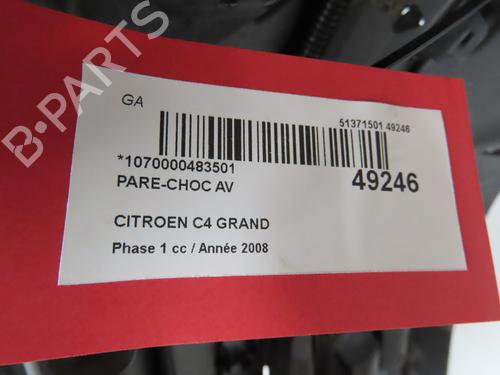 B-PARTS
GA
51371501 49246
*1070000483501
49246
PARE-CHOC AV
CITROEN C4 GRAND
Phase 1 cc / Année 2008